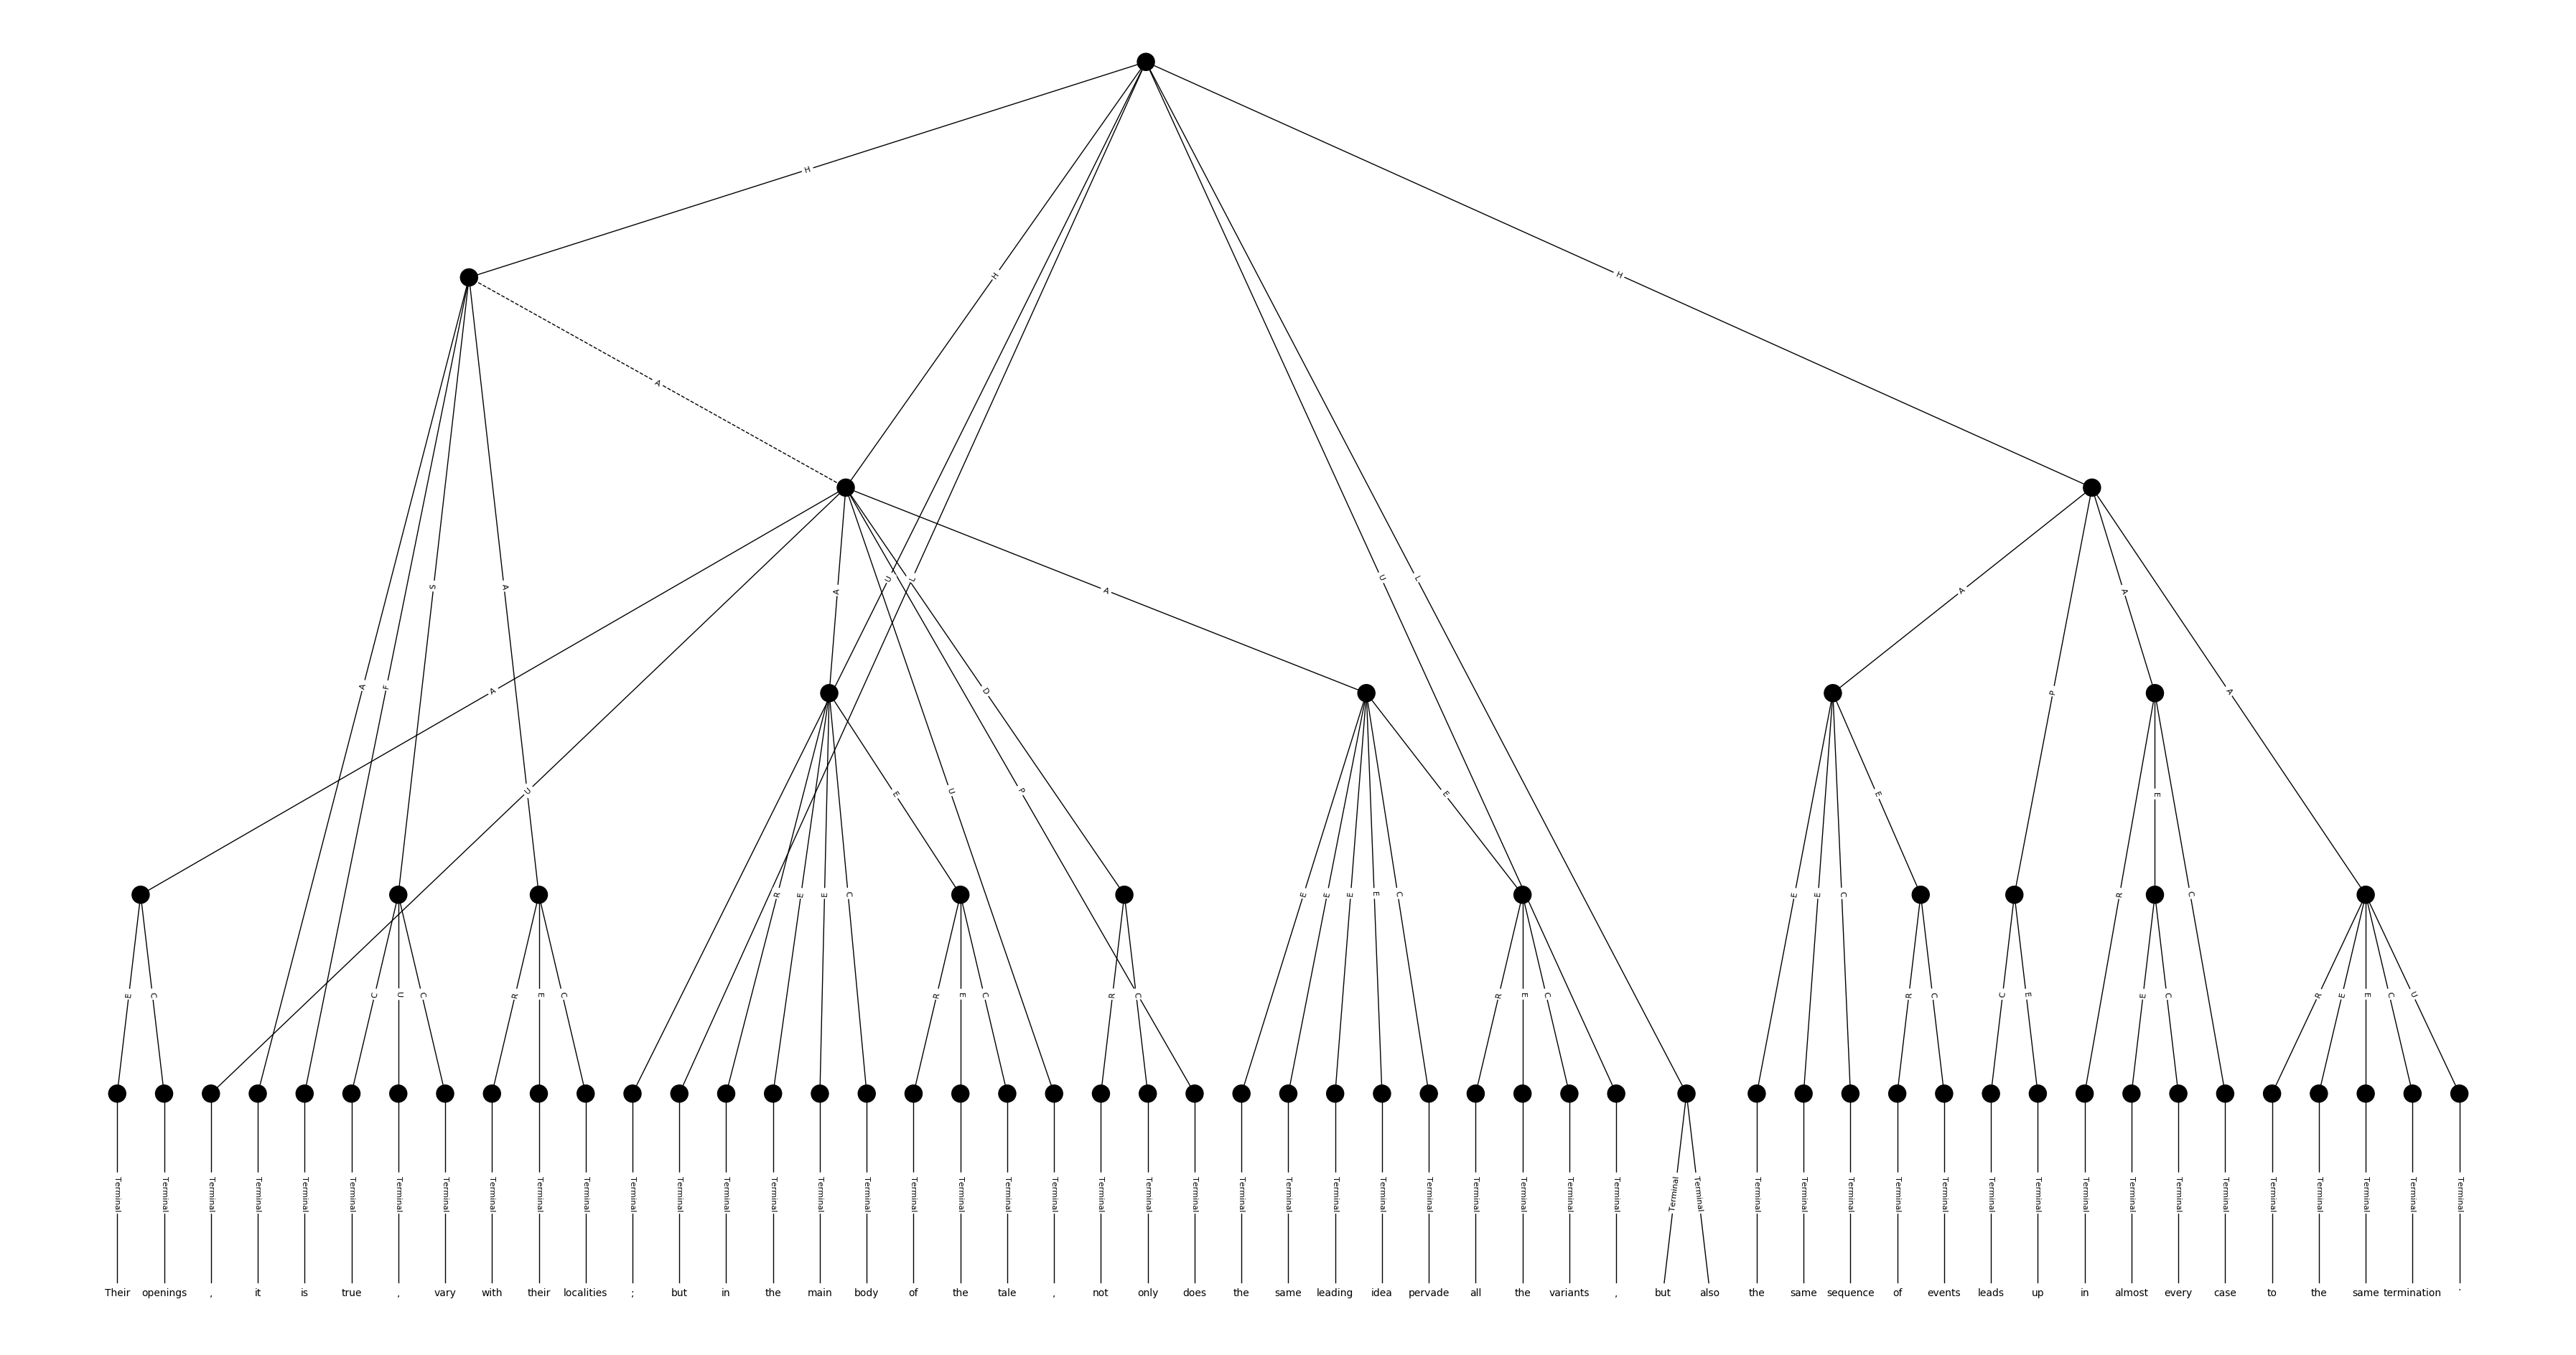 H
H
H
A
U
L
U
L
S
A
A
A
A
A
P
A
A
F
A
U
D
A
U
E
U
P
E
E
E
R
E
E
C
E
E
E
E
C
E
E
C
R
C
E
C
C
U
C
R
E
C
R
E
C
R
C
R
E
C
R
C
C
E
E
C
R
E
E
C
U
Terminal Terminal Terminal Terminal Terminal Terminal Terminal Terminal Terminal Terminal Terminal Terminal Terminal Terminal Terminal Terminal Terminal Terminal Terminal Terminal Terminal Terminal Terminal Terminal Terminal Terminal Terminal Terminal Terminal Terminal Terminal Terminal Terminal Terminal Terminal Terminal Terminal Terminal Terminal Terminal Terminal Terminal Terminal Terminal Terminal Terminal Terminal Terminal Terminal Terminal Terminal
Their openings , it is true , vary with their localities ; but in the main body of the tale , not only does the same leading idea pervade all the variants , but also the same sequence of events leads up in almost every case to the same termination .